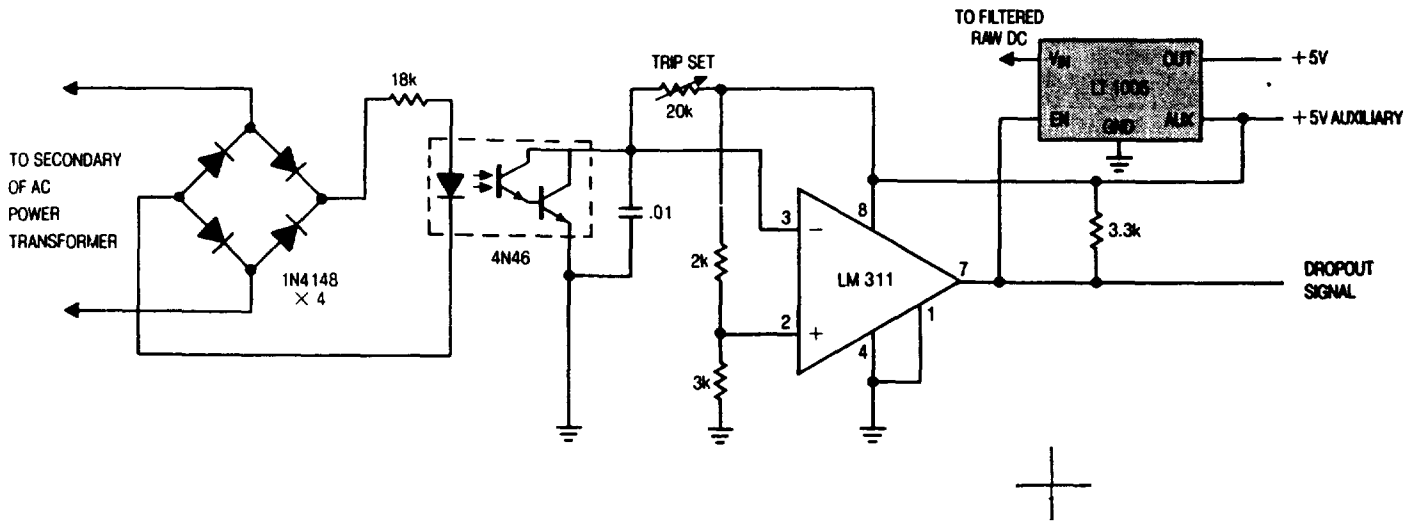 TO FILTERED
RAW DC
VIN
OUT
+5V
LT 1005
EN
AUX
GND
+5V AUXILIARY
TRIP SET
20k
18k
TO SECONDARY
OF AC
POWER
TRANSFORMER
1N4148
× 4
4N46
.01
2k
3k
3
2
8
LM 311
7
1
4
3.3k
DROPOUT
SIGNAL